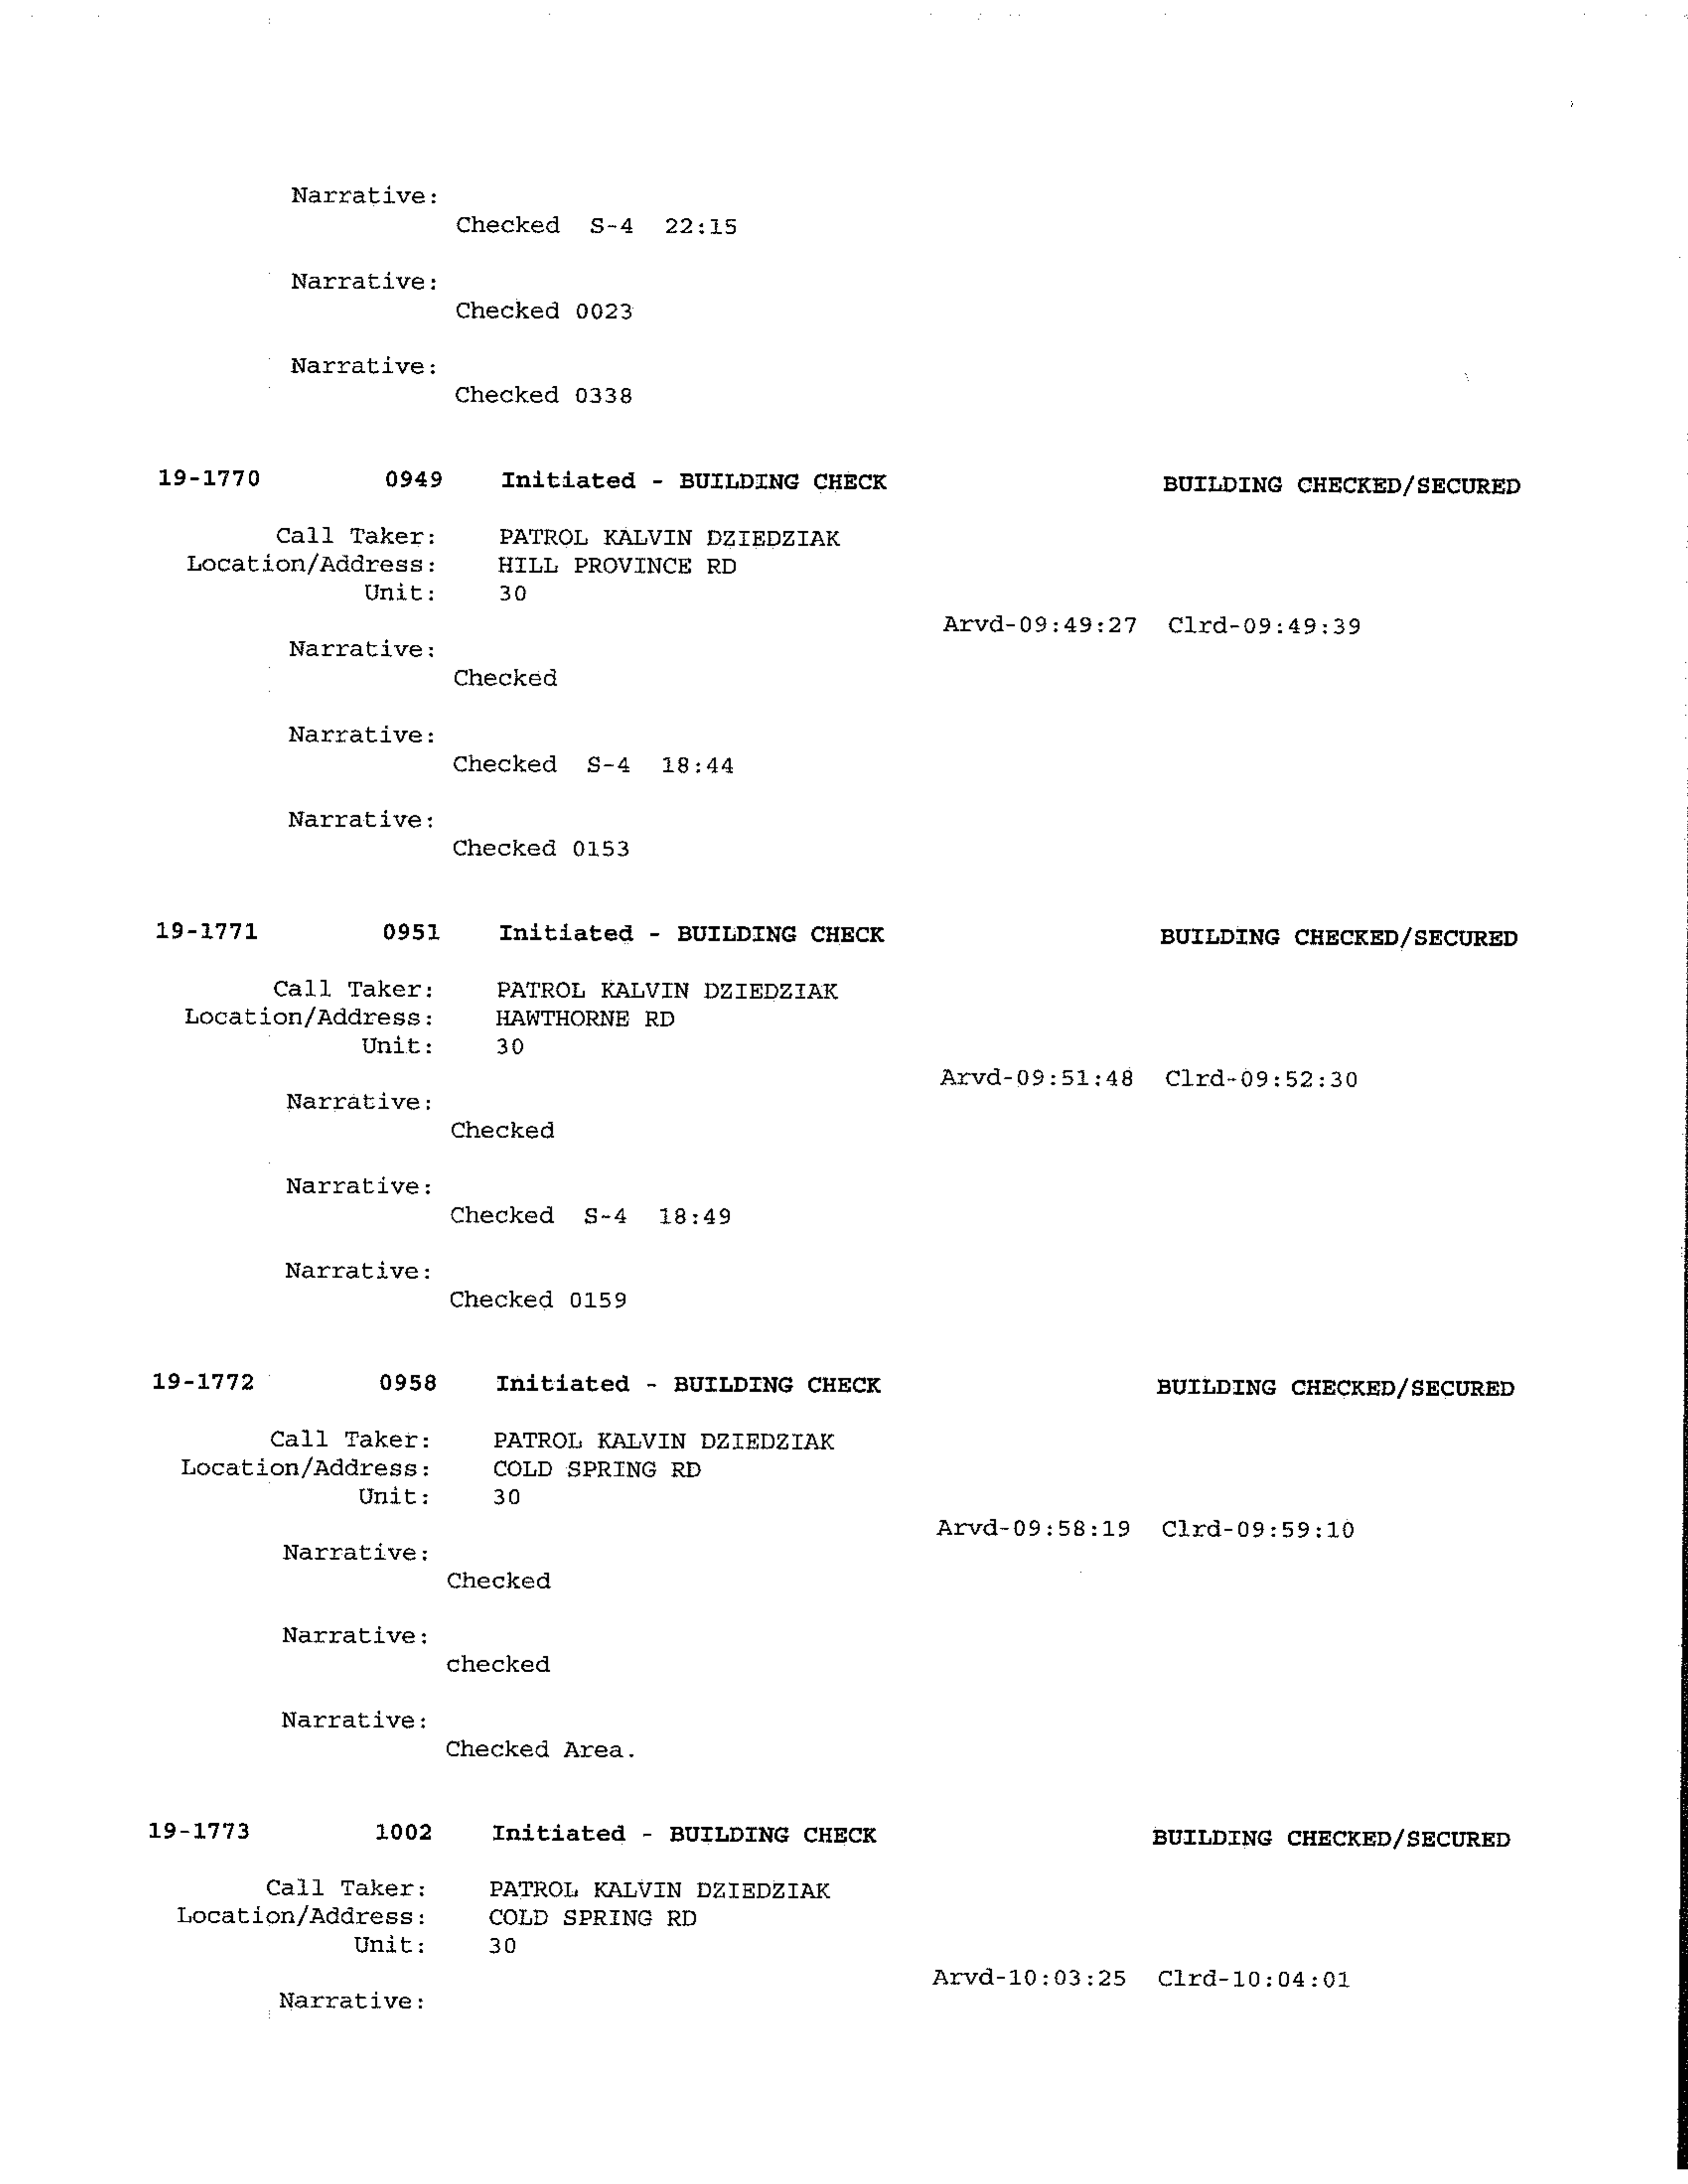 Narrative:
Checked S-4 22:15
Narrative:
Checked 0023
Narrative:
Checked 0338
19-1770 0949 Initiated - BUILDING CHECK BUILDING CHECKED/SECURED
Call Taker: PATROL KALVIN DZIEDZIAK
Location/Address: HILL PROVINCE RD
Unit: 30
Arvd-09:49:27 Clrd-09:49:39
Narrative:
Checked
Narrative:
Checked S-4 18:44
Narrative:
Checked 0153
19-1771 0951 Initiated - BUILDING CHECK BUILDING CHECKED/SECURED
Call Taker: PATROL KALVIN DZIEDZIAK
Location/Address: HAWTHORNE RD
Unit: 30
Arvd-09:51:48 Clrd-09:52:30
Narrative:
Checked
Narrative:
Checked S-4 18:49
Narrative:
Checked 0159
19-1772 0958 Initiated - BUILDING CHECK BUILDING CHECKED/SECURED
Call Taker: PATROL KALVIN DZIEDZIAK
Location/Address: COLD SPRING RD
Unit: 30
Arvd-09:58:19 Clrd-09:59:10
Narrative:
Checked
Narrative:
checked
Narrative:
Checked Area.
19-1773 1002 Initiated - BUILDING CHECK BUILDING CHECKED/SECURED
Call Taker: PATROL KALVIN DZIEDZIAK
Location/Address: COLD SPRING RD
Unit: 30
Arvd-10:03:25 Clrd-10:04:01
Narrative: